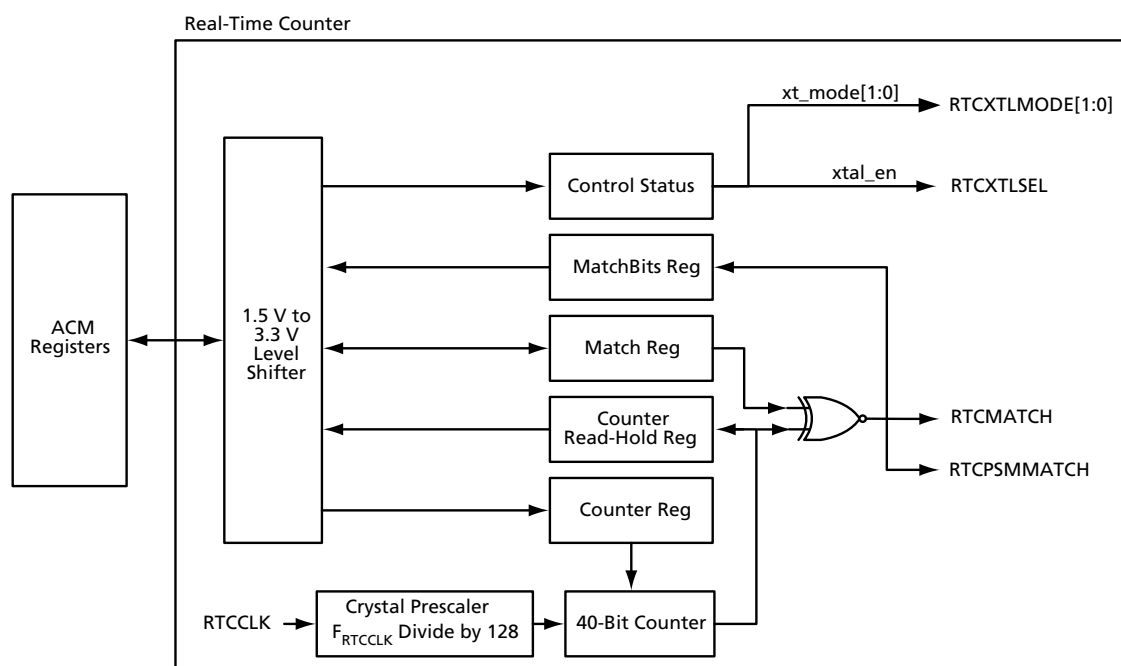 Real-Time Counter
xt_mode[1:0]
RTCXTLMODE[1:0]
Control Status
xtal_en
RTCXTLSEL
MatchBits Reg
ACM
Registers
1.5 V to
3.3 V
Level
Shifter
Match Reg
Counter
Read-Hold Reg
RTCMATCH
RTCPSMMATCH
Counter Reg
RTCCLK
Crystal Prescaler
FRTCCLK Divide by 128
40-Bit Counter